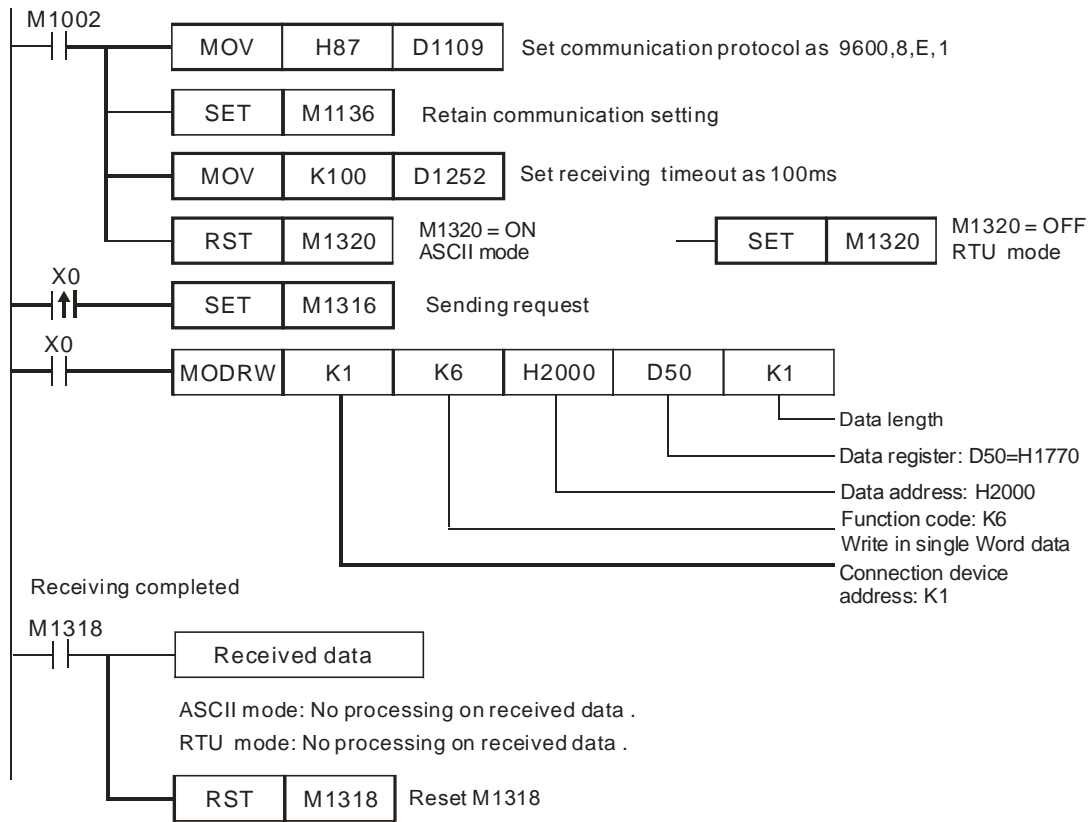 M1002
MOV H87 D1109 Set communication protocol as 9600,8,E,1
SET M1136 Retain communication setting
MOV K100 D1252 Set receiving timeout as 100ms
RST M1320 M1320 = ON
ASCII mode
SET M1320 M1320 = OFF
RTU mode
X0
SET M1316 Sending request
X0
MODRW K1 K6 H2000 D50 K1
Data length
Data register: D50=H1770
Data address: H2000
Function code: K6
Write in single Word data
Connection device
address: K1
Receiving completed
M1318
Received data
ASCII mode: No processing on received data .
RTU mode: No processing on received data .
RST M1318 Reset M1318